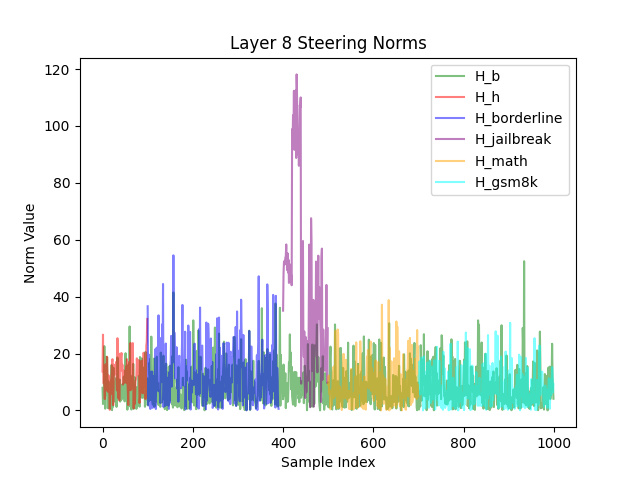 Layer 8 Steering Norms
120
100
80
60
40
20
0
Norm Value
H_b
H_h
H_borderline
H_jailbreak
H_math
H_gsm8k
0
200
400
600
800
1000
Sample Index